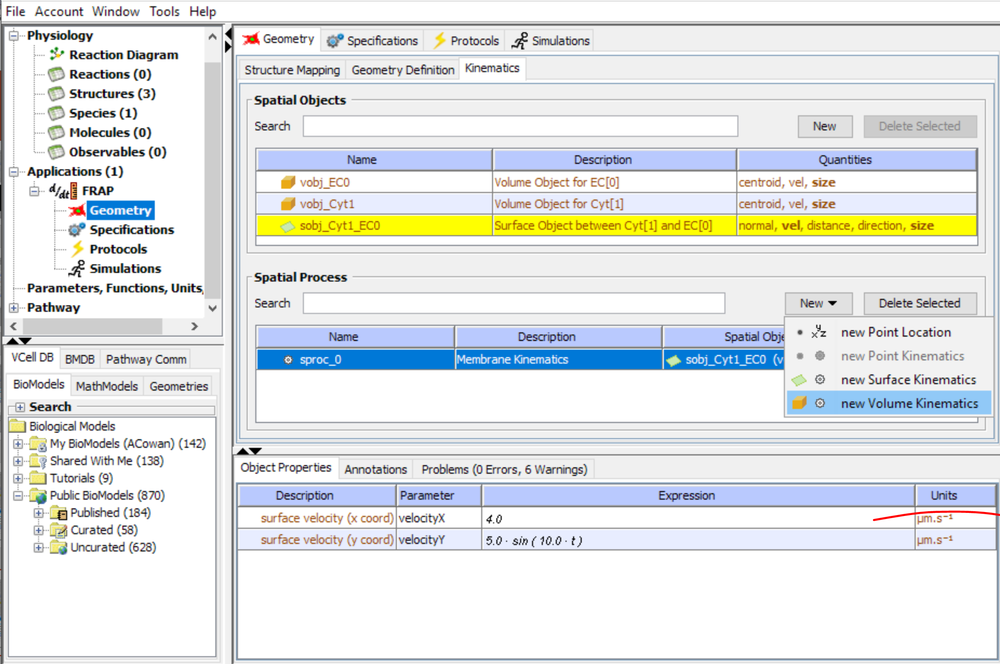 File Account Window Tools Help
Physiology
Reaction Diagram
Reactions (0)
Structures (3)
Species (1)
Molecules (0)
Observables (0)
Applications (1)
d/dt FRAP
Geometry
Specifications
Protocols
Simulations
Parameters, Functions, Units,
Pathway
VCell DB BMDB Pathway Comm
BioModels MathModels Geometries
Search
Biological Models
My BioModels (ACowan) (142)
Shared With Me (138)
Tutorials (9)
Public BioModels (870)
Published (184)
Curated (58)
Uncurated (628)
Geometry Specifications Protocols Simulations
Structure Mapping Geometry Definition Kinematics
Spatial Objects
Search New Delete Selected
Name Description Quantities
vobj_EC0 Volume Object for EC[0] centroid, vel, size
vobj_Cyt1 Volume Object for Cyt[1] centroid, vel, size
sobj_Cyt1_EC0 Surface Object between Cyt[1] and EC[0] normal, vel, distance, direction, size
Spatial Process
Search New Delete Selected
Name Description Spatial Obje
sproc_0 Membrane Kinematics sobj_Cyt1_EC0 (v
xyz new Point Location
new Point Kinematics
new Surface Kinematics
new Volume Kinematics
Object Properties Annotations Problems (0 Errors, 6 Warnings)
Description Parameter Expression Units
surface velocity (x coord) velocityX 4.0 µm.s⁻¹
surface velocity (y coord) velocityY 5.0 · sin ( 10.0 · t ) µm.s⁻¹